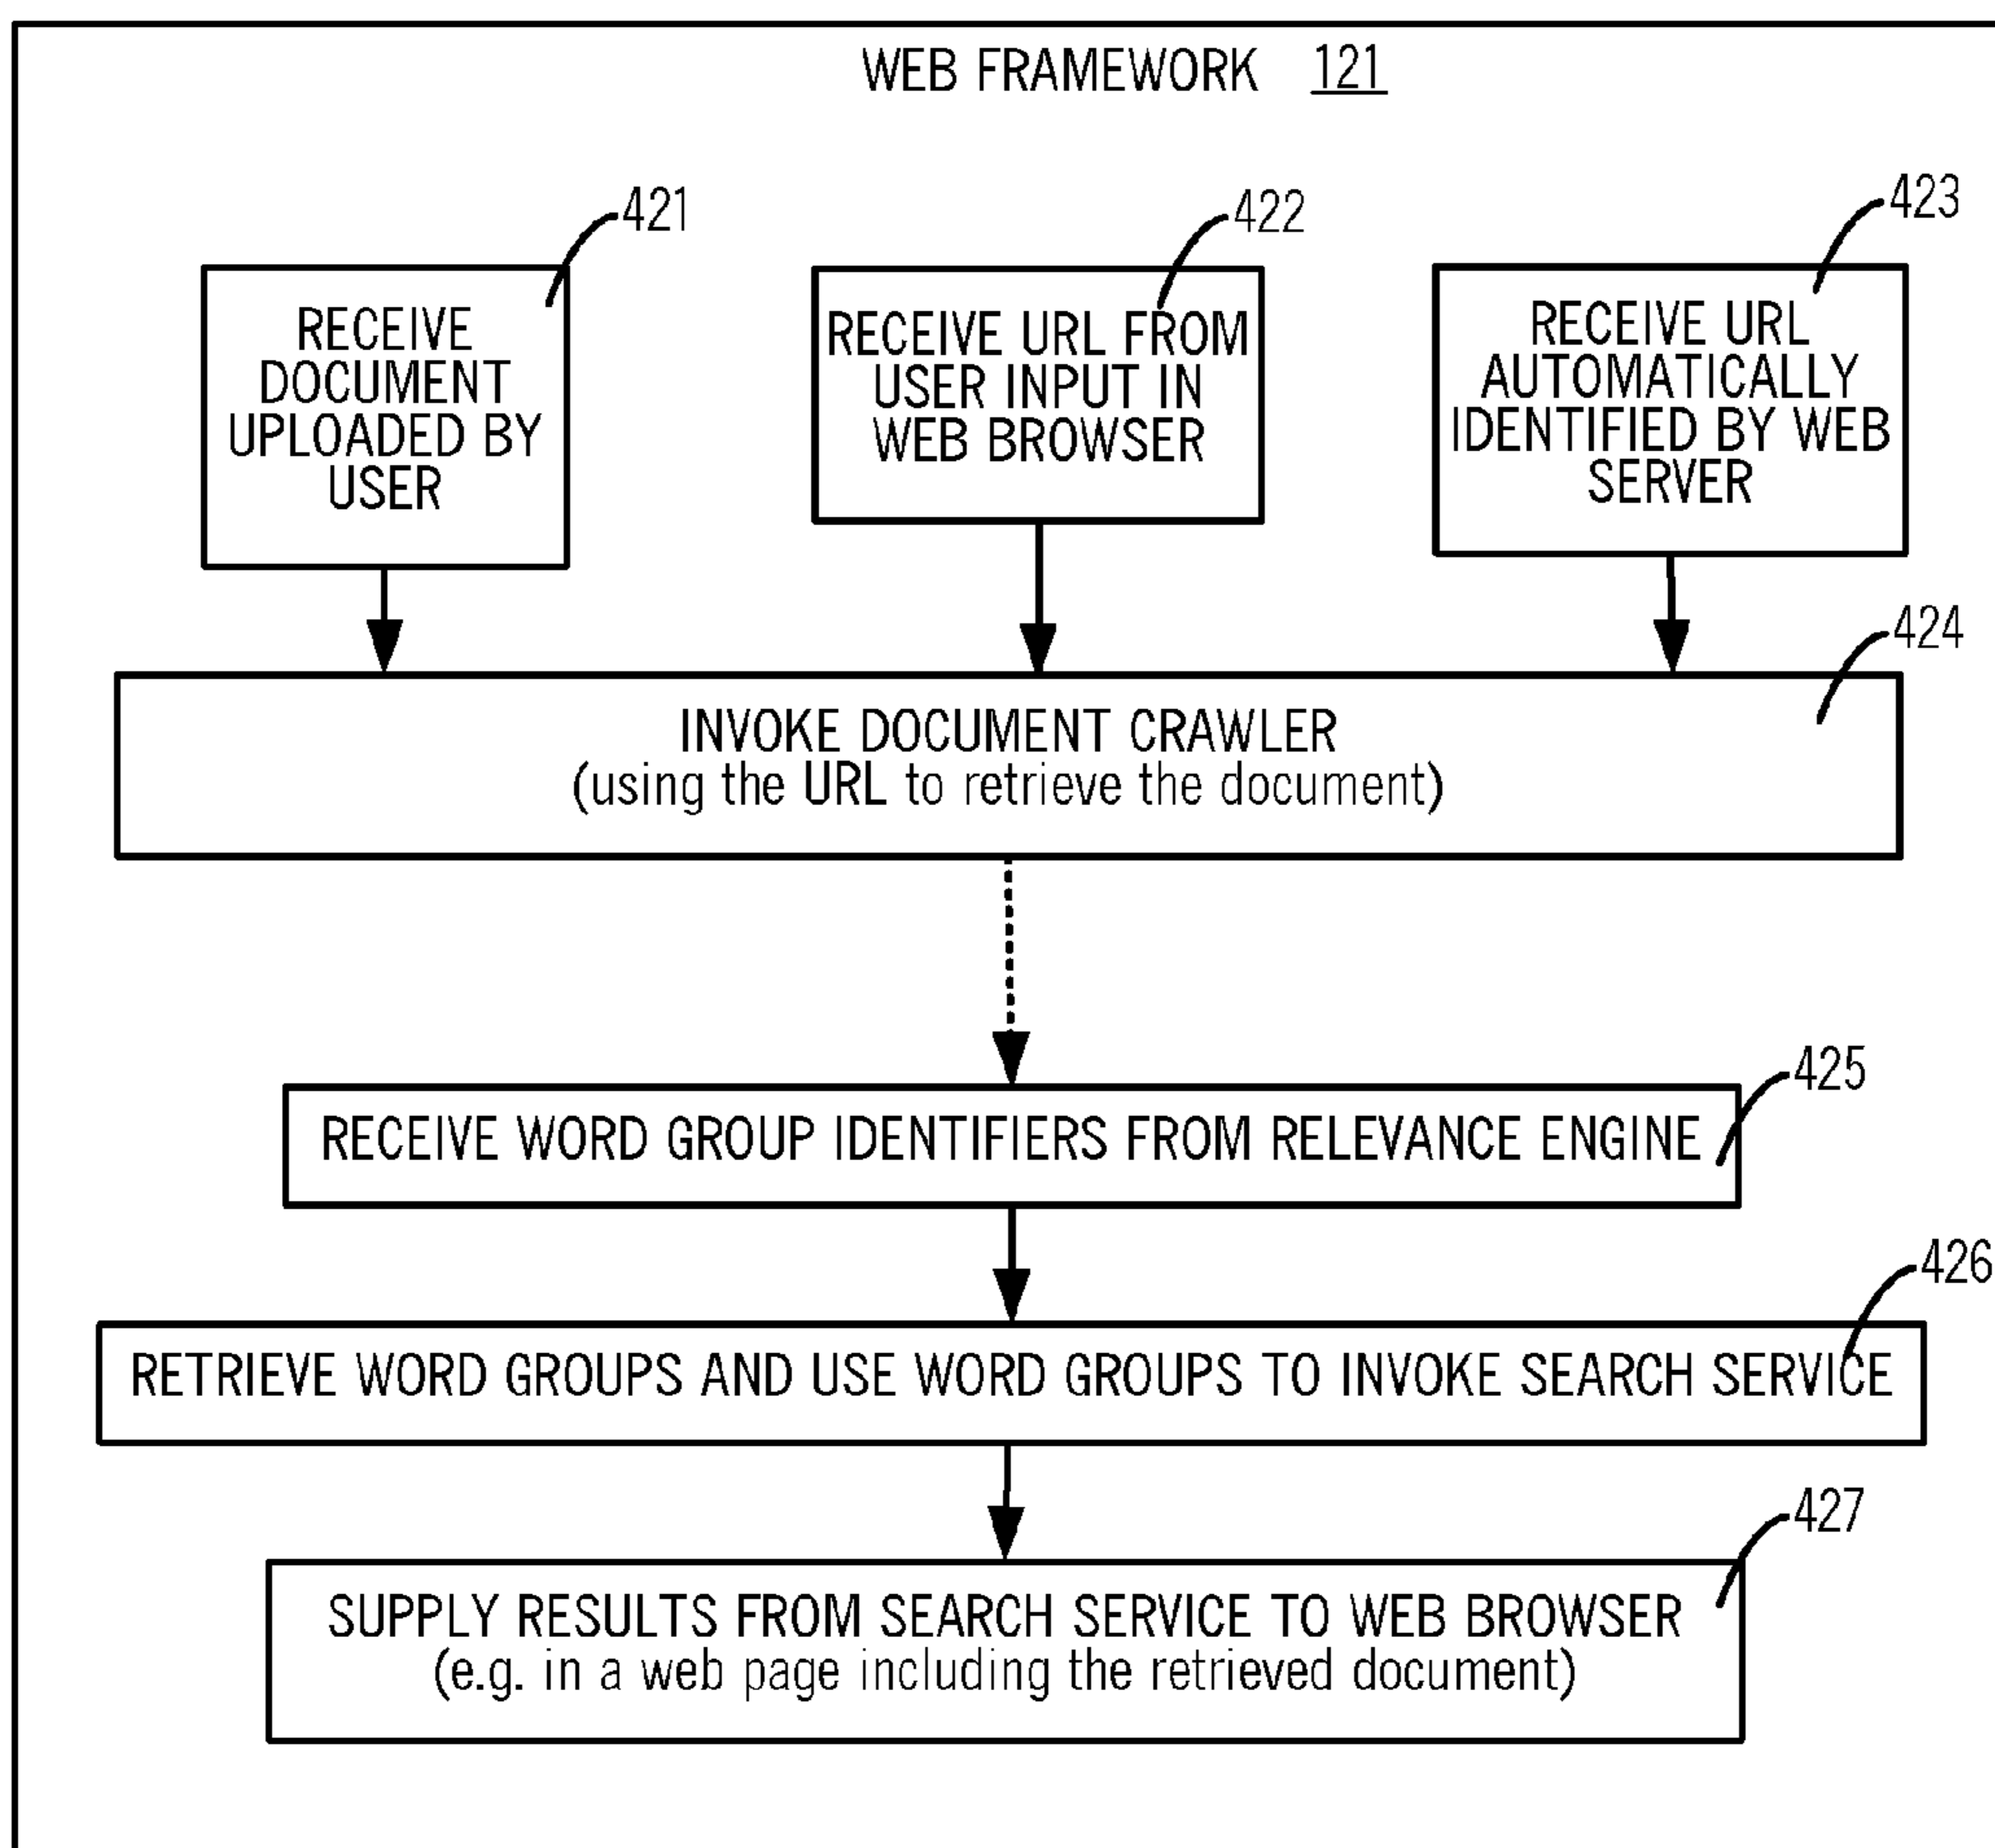 WEB FRAMEWORK 121
421
422
423
RECEIVE
DOCUMENT
UPLOADED BY
USER
RECEIVE URL FROM
USER INPUT IN
WEB BROWSER
RECEIVE URL
AUTOMATICALLY
IDENTIFIED BY WEB
SERVER
424
INVOKE DOCUMENT CRAWLER
(using the URL to retrieve the document)
425
RECEIVE WORD GROUP IDENTIFIERS FROM RELEVANCE ENGINE
426
RETRIEVE WORD GROUPS AND USE WORD GROUPS TO INVOKE SEARCH SERVICE
427
SUPPLY RESULTS FROM SEARCH SERVICE TO WEB BROWSER
(e.g. in a web page including the retrieved document)